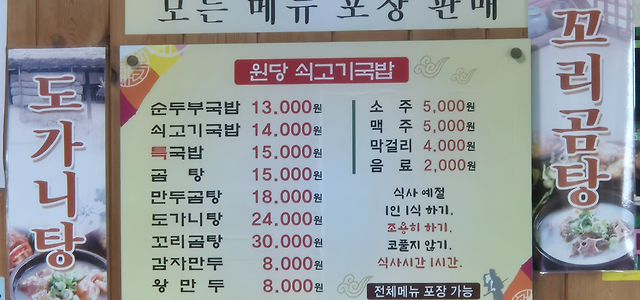 모든 메뉴 포장 판매
도가니탕
원당 쇠고기국밥
순두부국밥 13.000원
쇠고기국밥 14.000원
특국밥 15.000원
곰 탕 15.000원
만두곰탕 18.000원
도가니탕 24.000원
꼬리곰탕 30.000원
감자만두 8.000원
왕 만 두 8.000원
소 주 5,000원
맥 주 5,000원
막걸리 4,000원
음 료 2,000원
식사 예절
1인 1식 하기.
조용히 하기.
코풀지 않기.
식사시간 1시간.
전체메뉴 포장 가능
꼬리곰탕